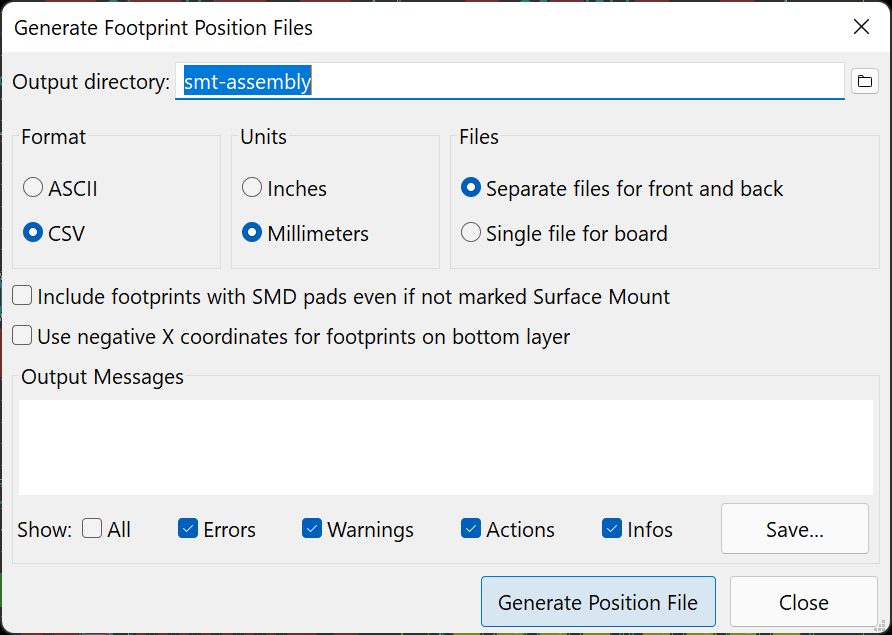 Generate Footprint Position Files
Output directory: smt-assembly
Format Units Files
ASCII Inches Separate files for front and back
CSV Millimeters Single file for board
Include footprints with SMD pads even if not marked Surface Mount
Use negative X coordinates for footprints on bottom layer
Output Messages
Show: All Errors Warnings Actions Infos Save...
Generate Position File Close